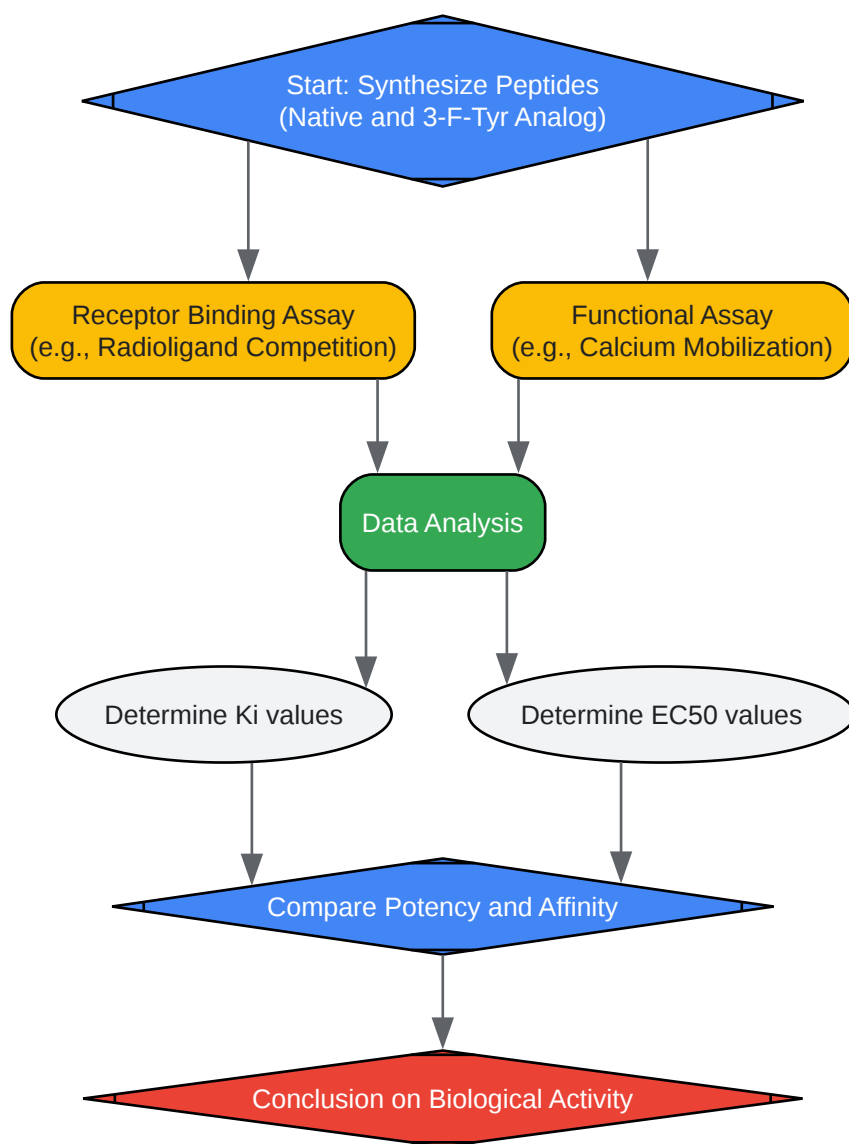 Start: Synthesize Peptides
(Native and 3-F-Tyr Analog)
Receptor Binding Assay
(e.g., Radioligand Competition)
Functional Assay
(e.g., Calcium Mobilization)
Data Analysis
Determine Ki values
Determine EC50 values
Compare Potency and Affinity
Conclusion on Biological Activity